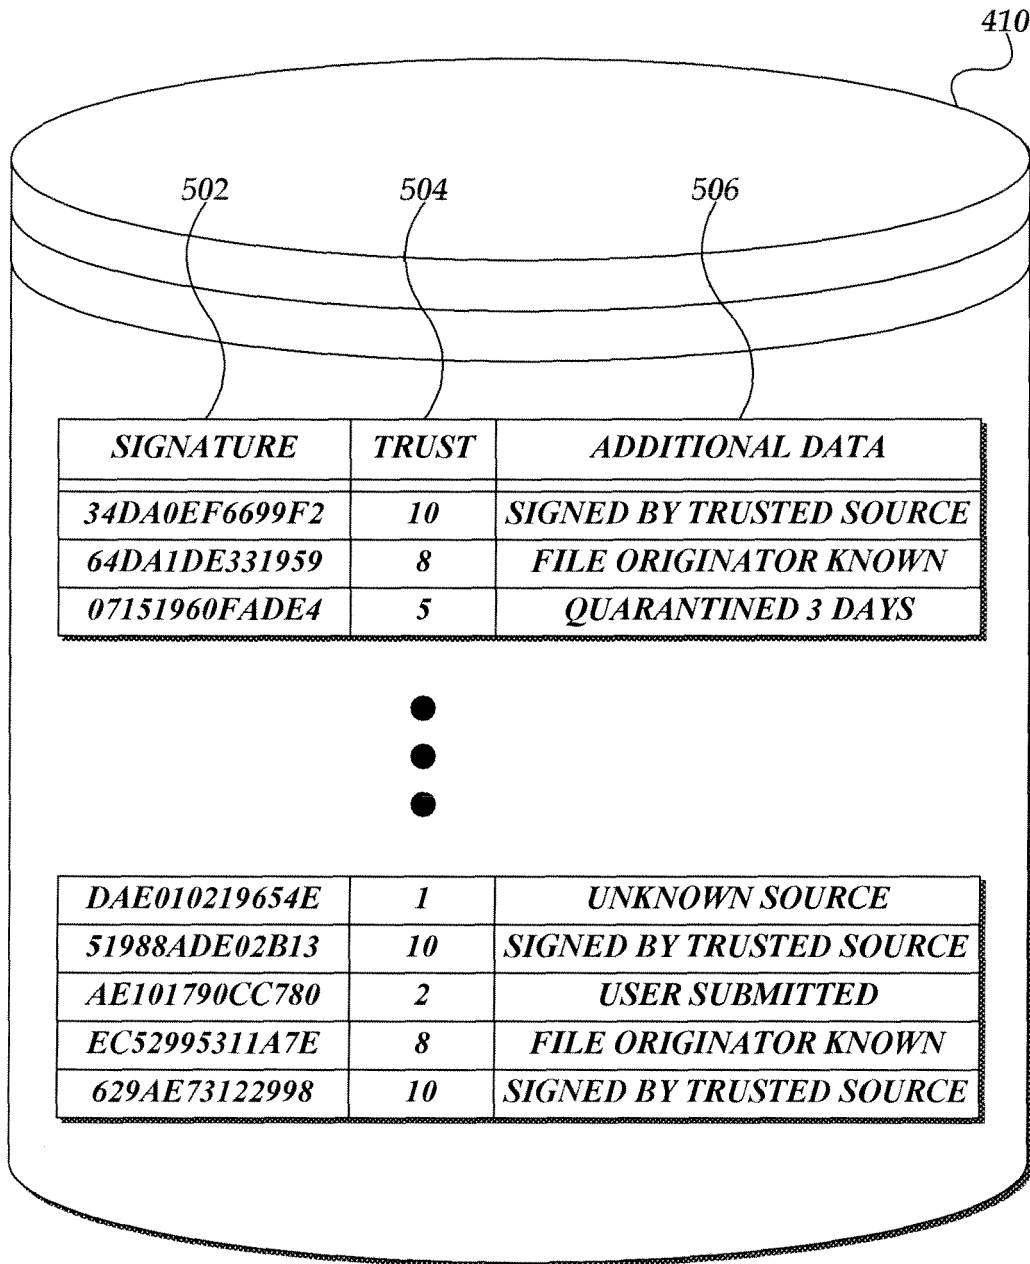 410
502 504 506
SIGNATURE TRUST ADDITIONAL DATA
34DA0EF6699F2 10 SIGNED BY TRUSTED SOURCE
64DA1DE331959 8 FILE ORIGINATOR KNOWN
07151960FADE4 5 QUARANTINED 3 DAYS
DAE010219654E 1 UNKNOWN SOURCE
51988ADE02B13 10 SIGNED BY TRUSTED SOURCE
AE101790CC780 2 USER SUBMITTED
EC52995311A7E 8 FILE ORIGINATOR KNOWN
629AE73122998 10 SIGNED BY TRUSTED SOURCE